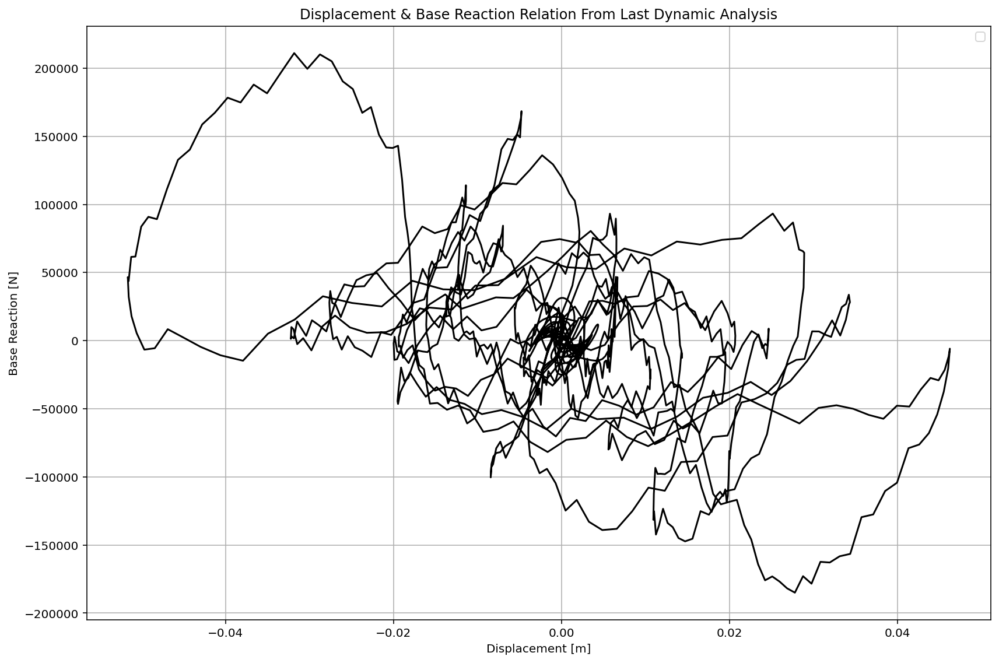 Displacement & Base Reaction Relation From Last Dynamic Analysis
200000
150000
100000
50000
0
−50000
−100000
−150000
−200000
Base Reaction [N]
−0.04 −0.02 0.00 0.02 0.04
Displacement [m]